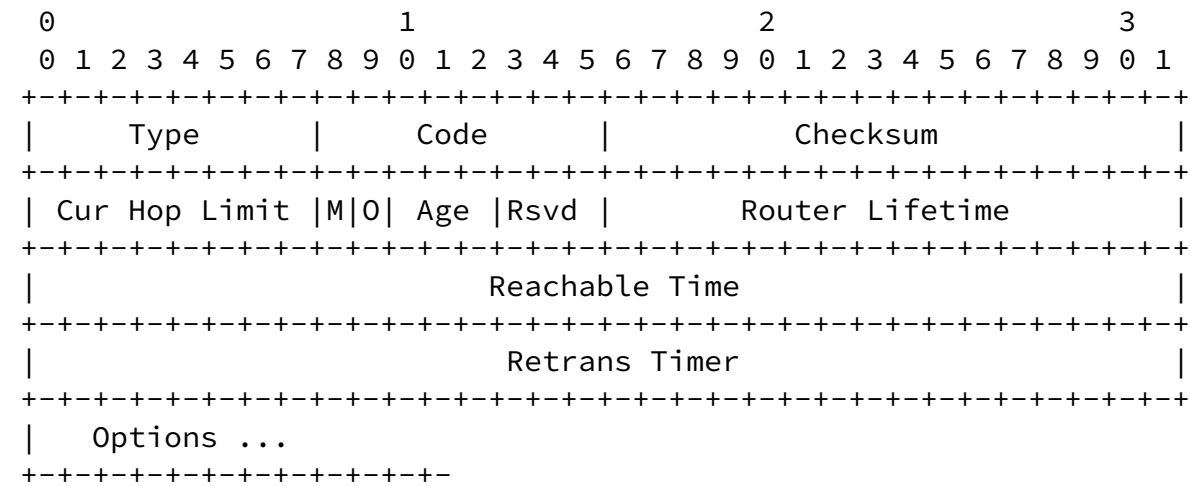 0                   1                   2                   3
 0 1 2 3 4 5 6 7 8 9 0 1 2 3 4 5 6 7 8 9 0 1 2 3 4 5 6 7 8 9 0 1
+-+-+-+-+-+-+-+-+-+-+-+-+-+-+-+-+-+-+-+-+-+-+-+-+-+-+-+-+-+-+-+-+
|     Type      |     Code      |          Checksum             |
+-+-+-+-+-+-+-+-+-+-+-+-+-+-+-+-+-+-+-+-+-+-+-+-+-+-+-+-+-+-+-+-+
| Cur Hop Limit |M|O| Age |Rsvd |       Router Lifetime         |
+-+-+-+-+-+-+-+-+-+-+-+-+-+-+-+-+-+-+-+-+-+-+-+-+-+-+-+-+-+-+-+-+
|                         Reachable Time                        |
+-+-+-+-+-+-+-+-+-+-+-+-+-+-+-+-+-+-+-+-+-+-+-+-+-+-+-+-+-+-+-+-+
|                          Retrans Timer                        |
+-+-+-+-+-+-+-+-+-+-+-+-+-+-+-+-+-+-+-+-+-+-+-+-+-+-+-+-+-+-+-+-+
|   Options ...
+-+-+-+-+-+-+-+-+-+-+-+-